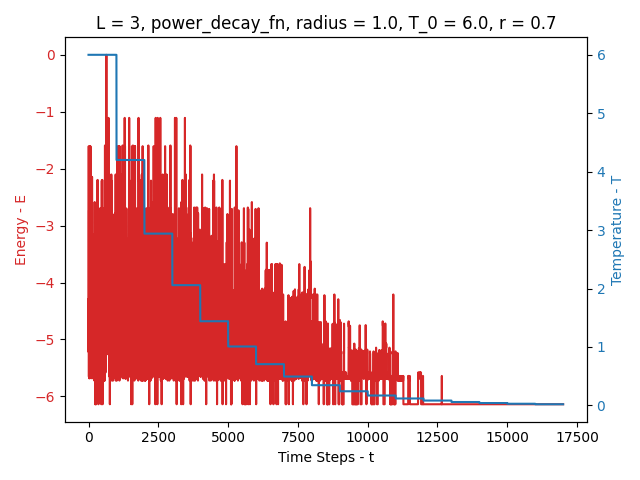 L = 3, power_decay_fn, radius = 1.0, T_0 = 6.0, r = 0.7
0
−1
−2
−3
−4
−5
−6
Energy - E
6
5
4
3
2
1
0
Temperature - T
0 2500 5000 7500 10000 12500 15000 17500
Time Steps - t